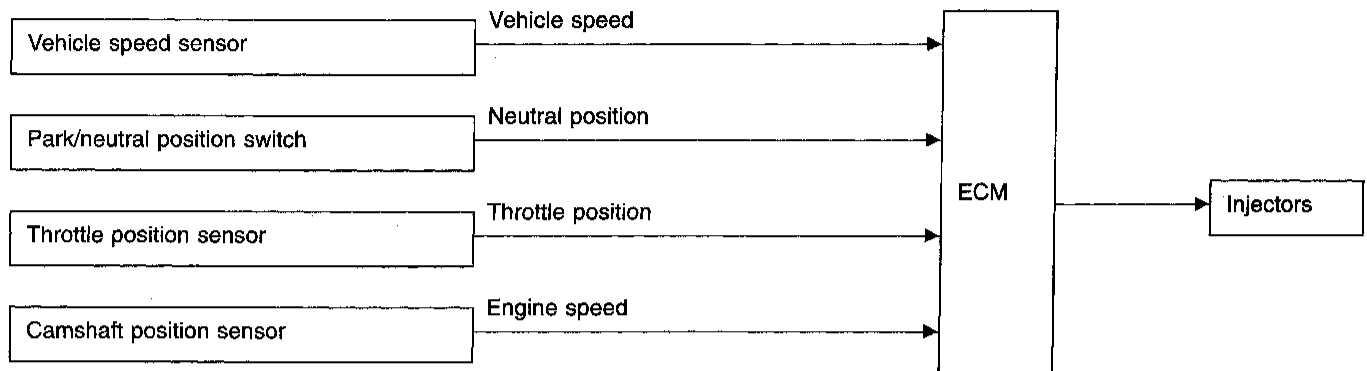 Vehicle speed sensor
Vehicle speed
Park/neutral position switch
Neutral position
Throttle position sensor
Throttle position
Camshaft position sensor
Engine speed
ECM
Injectors